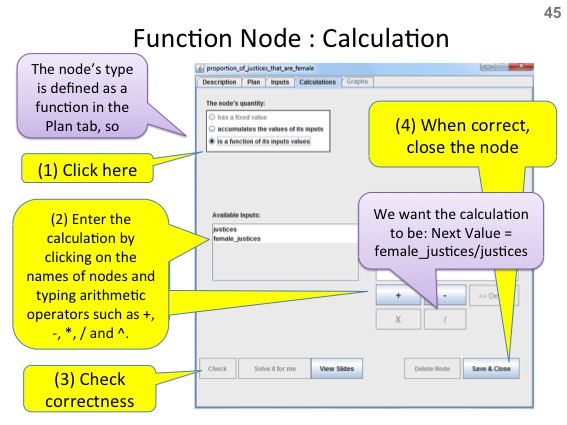 45
Function Node : Calculation
The node's type
is defined as a
function in the
Plan tab, so
(1) Click here
(2) Enter the
calculation by
clicking on the
names of nodes and
typing arithmetic
operators such as +,
-, *, / and ^.
(3) Check
correctness
proportion_of_justices_that_are_female
Description Plan Inputs Calculations Graphs
The node's quantity:
has a fixed value
accumulates the values of its inputs
is a function of its inputs values
Available Inputs:
justices
female_justices
(4) When correct,
close the node
We want the calculation
to be: Next Value =
female_justices/justices
+ - <<
X /
Check Solve it for me View Slides Delete Node Save & Close